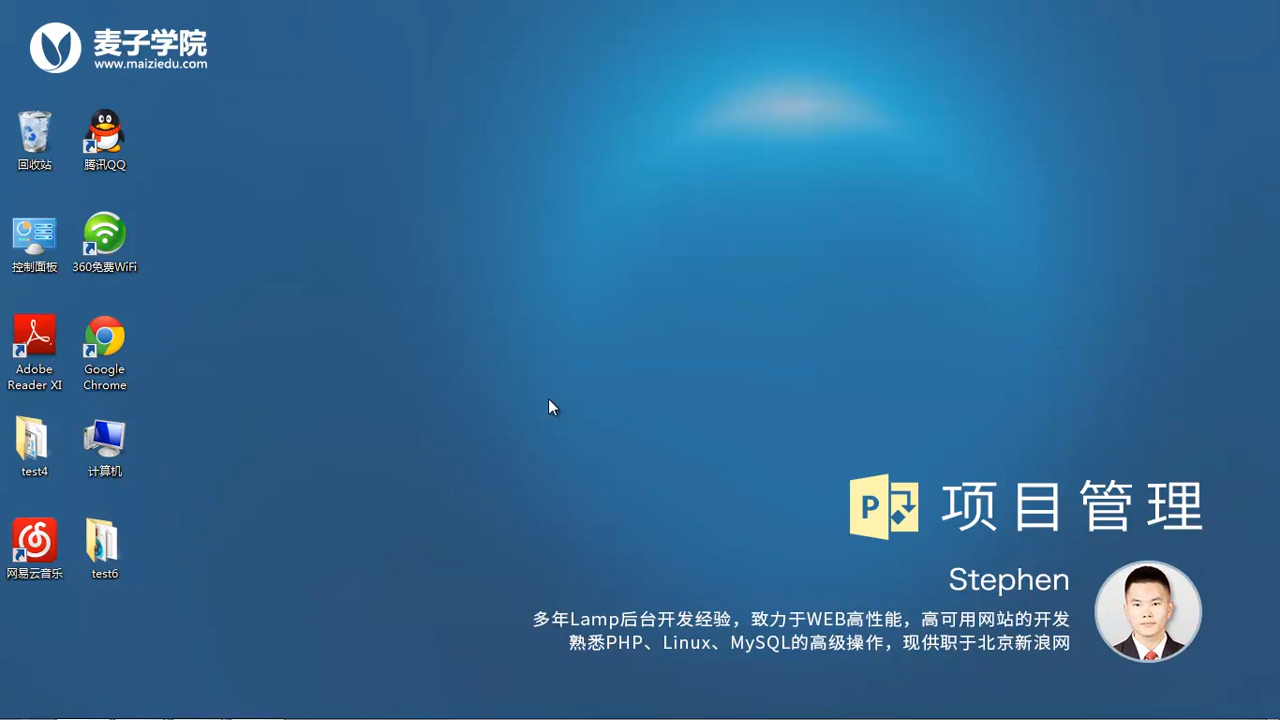 麦子学院
www.maiziedu.com
回收站
腾讯QQ
控制面板
360免费WiFi
Adobe
Reader XI
Google
Chrome
test4
计算机
网易云音乐
test6
P
项目管理
Stephen
多年Lamp后台开发经验，致力于WEB高性能，高可用网站的开发
熟悉PHP、Linux、MySQL的高级操作，现供职于北京新浪网